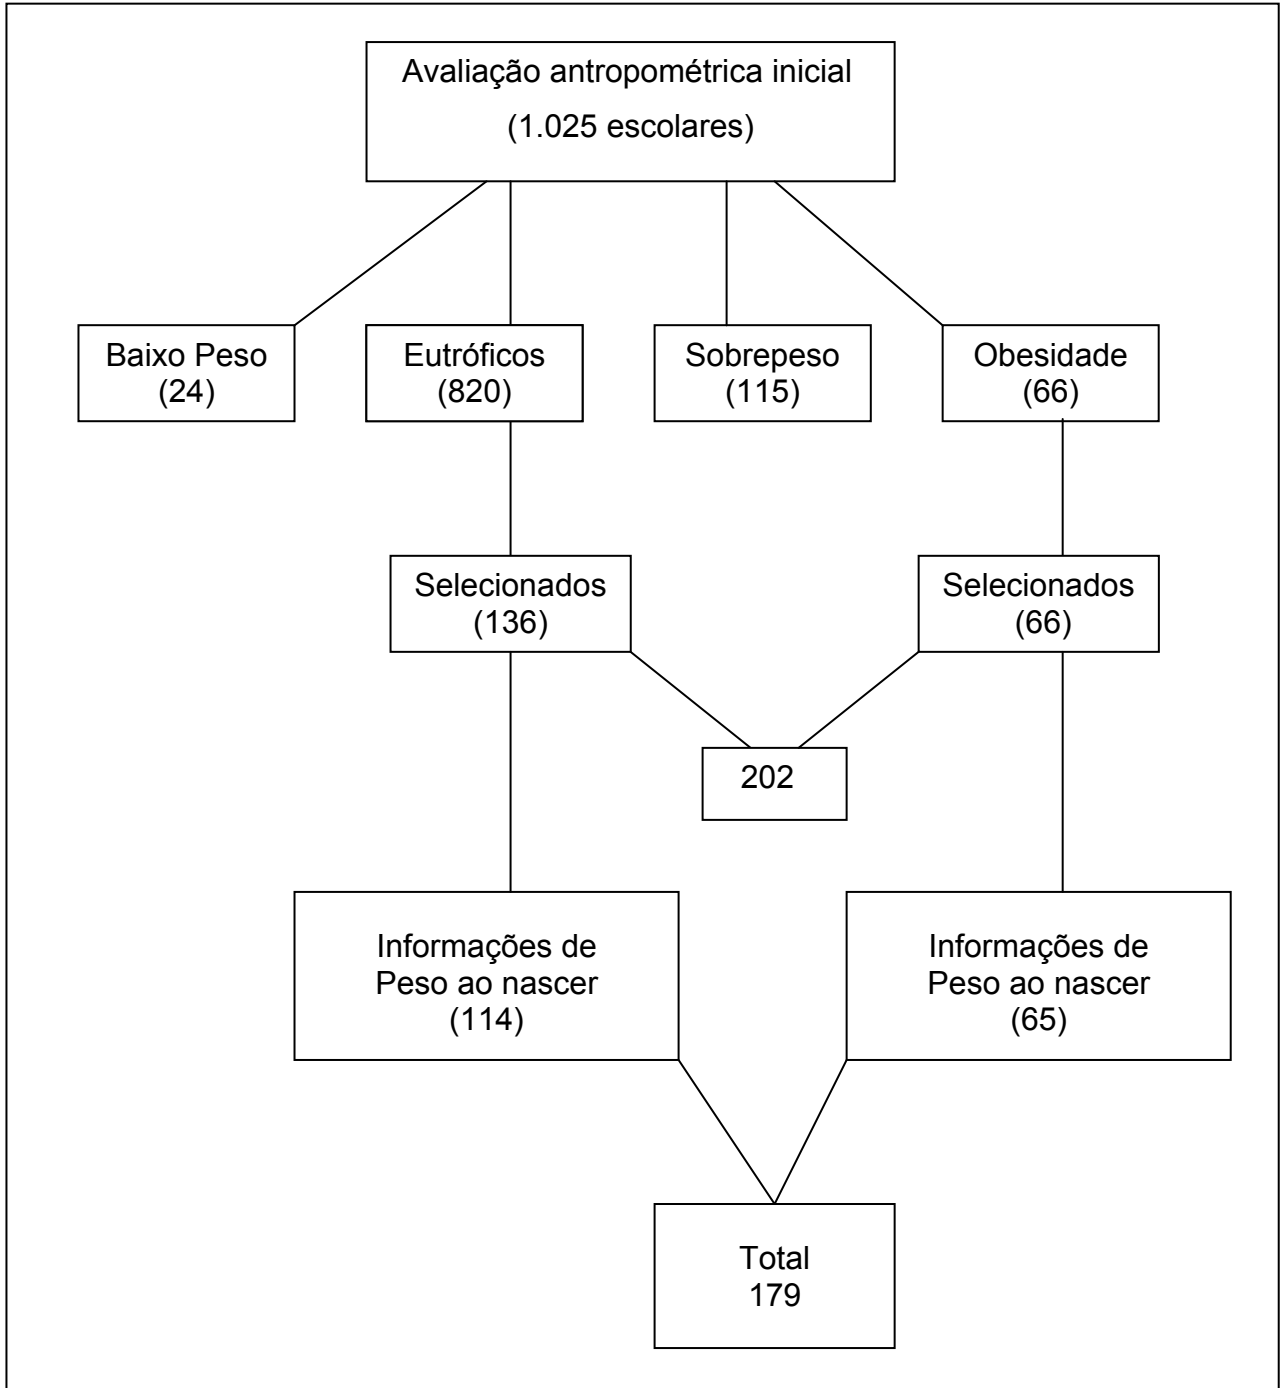 Avaliação antropométrica inicial
(1.025 escolares)
Baixo Peso
(24)
Eutróficos
(820)
Sobrepeso
(115)
Obesidade
(66)
Selecionados
(136)
Selecionados
(66)
202
Informações de
Peso ao nascer
(114)
Informações de
Peso ao nascer
(65)
Total
179